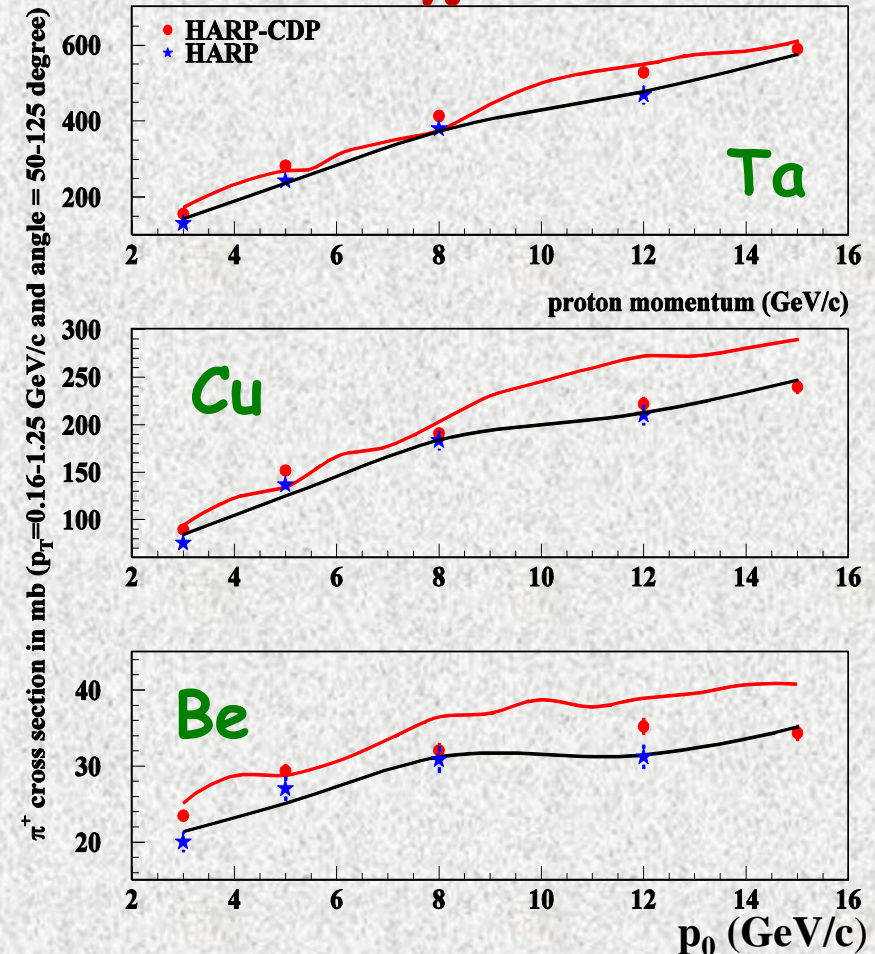 HARP-CDP
HARP
600
400
200
Ta
2 4 6 8 10 12 14 16
proton momentum (GeV/c)
300
250
200
150
100
Cu
2 4 6 8 10 12 14 16
40
30
20
Be
2 4 6 8 10 12 14 16
p₀ (GeV/c)
π⁺ cross section in mb (p_T=0.16-1.25 GeV/c and angle = 50-125 degree)